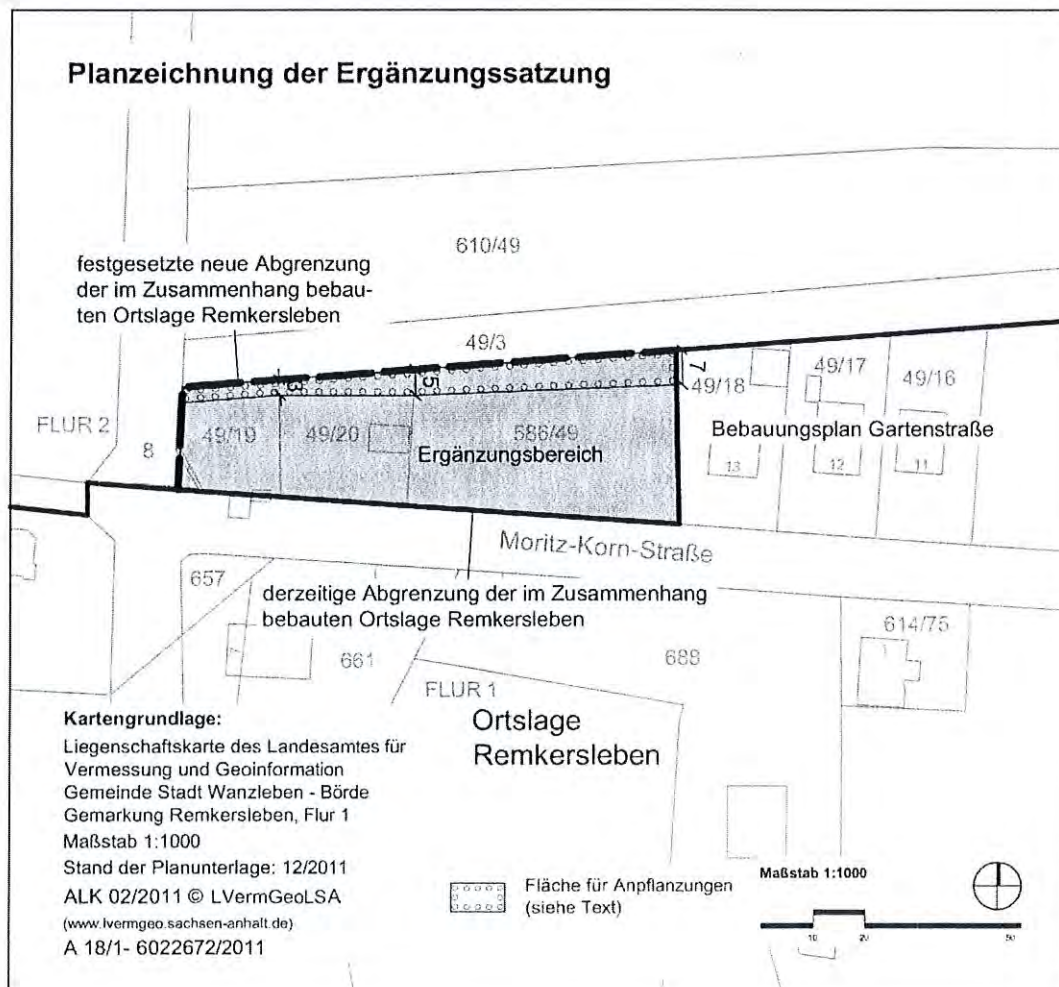 Planzeichnung der Ergänzungssatzung
610/49
festgesetzte neue Abgrenzung
der im Zusammenhang bebau-
ten Ortslage Remkersleben
49/3
3
5
7
49/18
49/17
49/16
FLUR 2
8
49/19
49/20
586/49
Ergänzungsbereich
Bebauungsplan Gartenstraße
13
12
11
Moritz-Korn-Straße
657
derzeitige Abgrenzung der im Zusammenhang
bebauten Ortslage Remkersleben
614/75
661
688
FLUR 1
Ortslage
Remkersleben
Kartengrundlage:
Liegenschaftskarte des Landesamtes für
Vermessung und Geoinformation
Gemeinde Stadt Wanzleben - Börde
Gemarkung Remkersleben, Flur 1
Maßstab 1:1000
Stand der Planunterlage: 12/2011
ALK 02/2011 © LVermGeoLSA
(www.lvermgeo.sachsen-anhalt.de)
A 18/1- 6022672/2011
Fläche für Anpflanzungen
(siehe Text)
Maßstab 1:1000
10
20
50